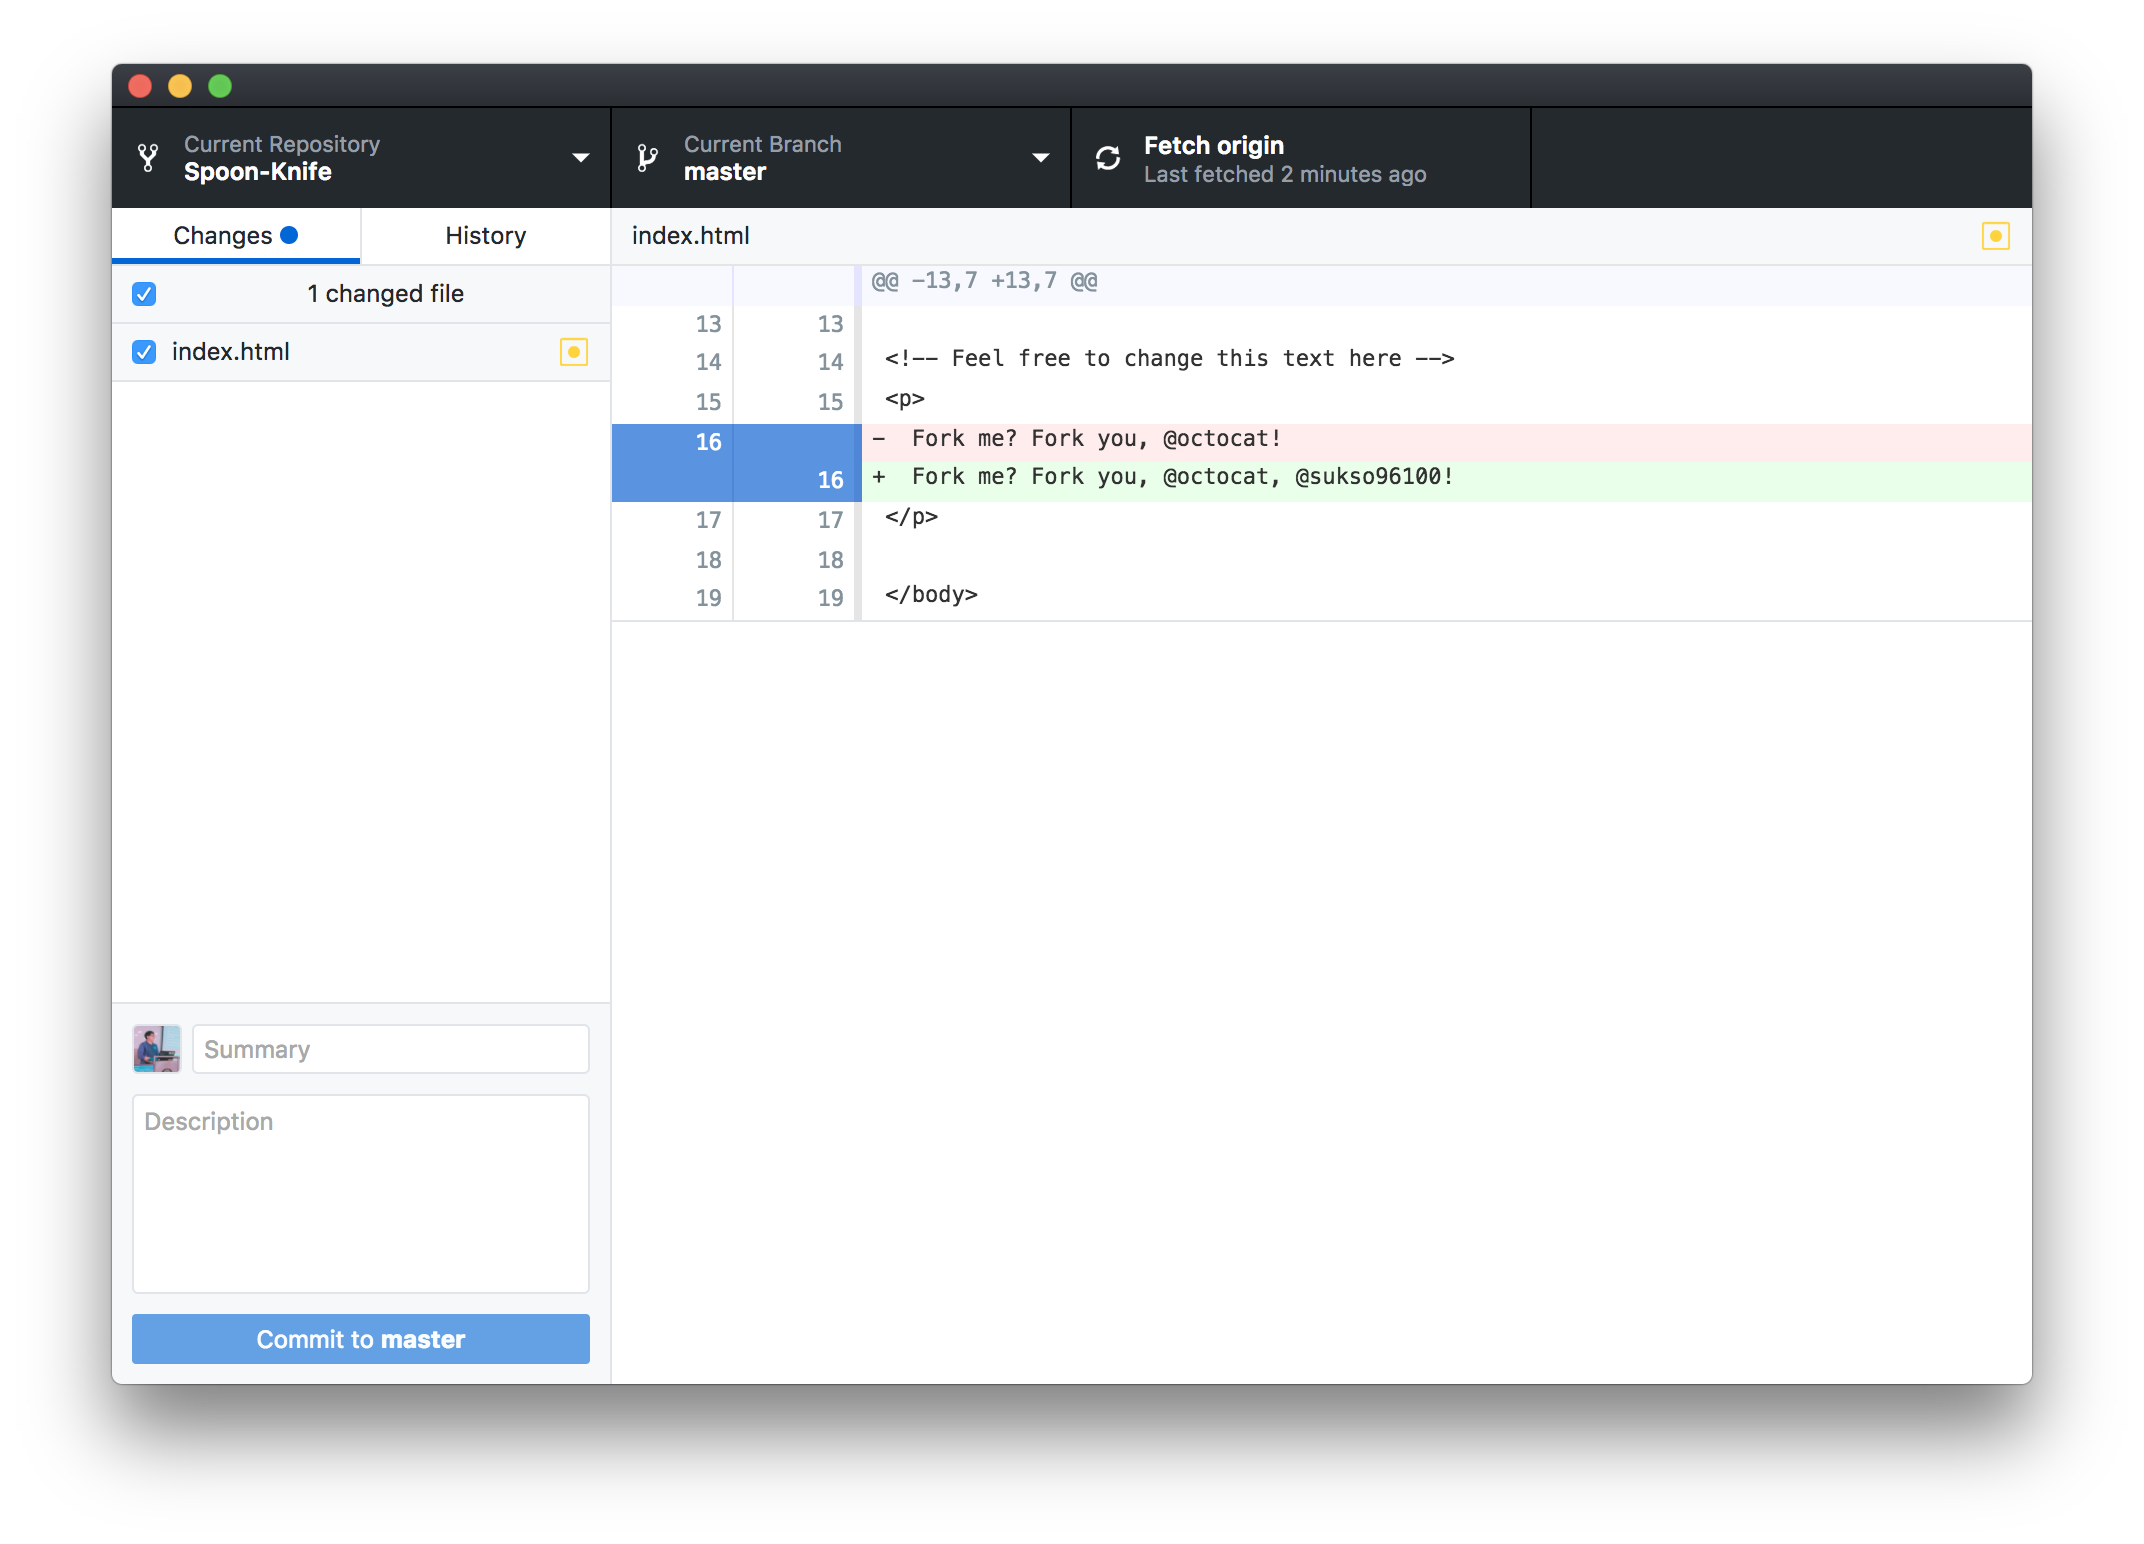 Current Repository
Spoon-Knife
Current Branch
master
Fetch origin
Last fetched 2 minutes ago
Changes
History
index.html
1 changed file
index.html
@@ -13,7 +13,7 @@
13 13
14 14 <!-- Feel free to change this text here -->
15 15 <p>
16 - Fork me? Fork you, @octocat!
16 + Fork me? Fork you, @octocat, @sukso96100!
17 17 </p>
18 18
19 19 </body>
Summary
Description
Commit to master